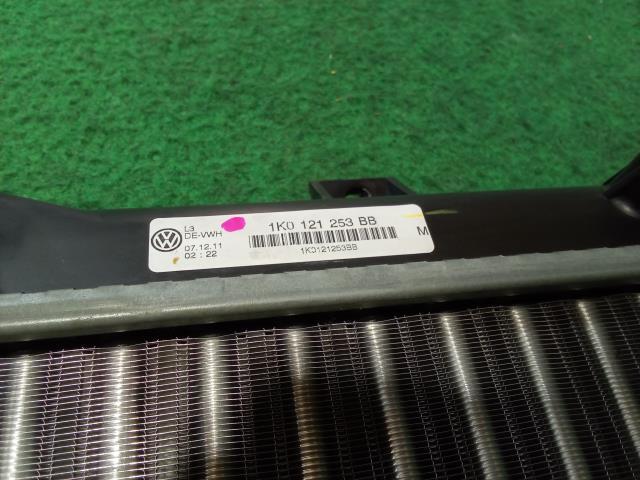 L3
DE-VWH
07.12.11
02 : 22
1K0 121 253 BB
1K0121253BB
M